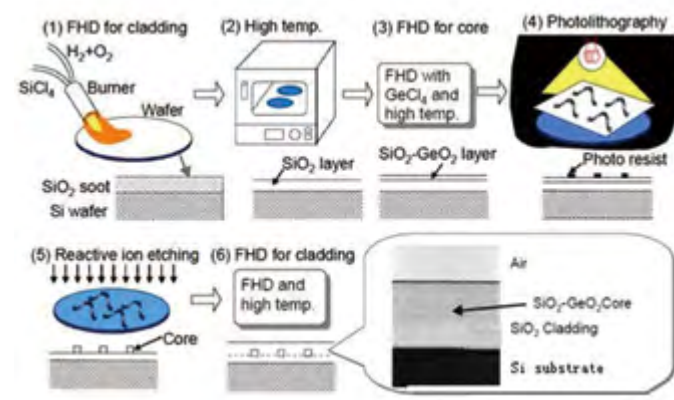 (1) FHD for cladding
H₂+O₂
SiCl₄
Burner
Wafer
SiO₂ soot
Si wafer
(2) High temp.
SiO₂ layer
(3) FHD for core
FHD with
GeCl₄ and
high temp.
SiO₂-GeO₂ layer
(4) Photolithography
Photo resist
(5) Reactive ion etching
Core
(6) FHD for cladding
FHD and
high temp.
Air
SiO₂-GeO₂Core
SiO₂ Cladding
Si substrate